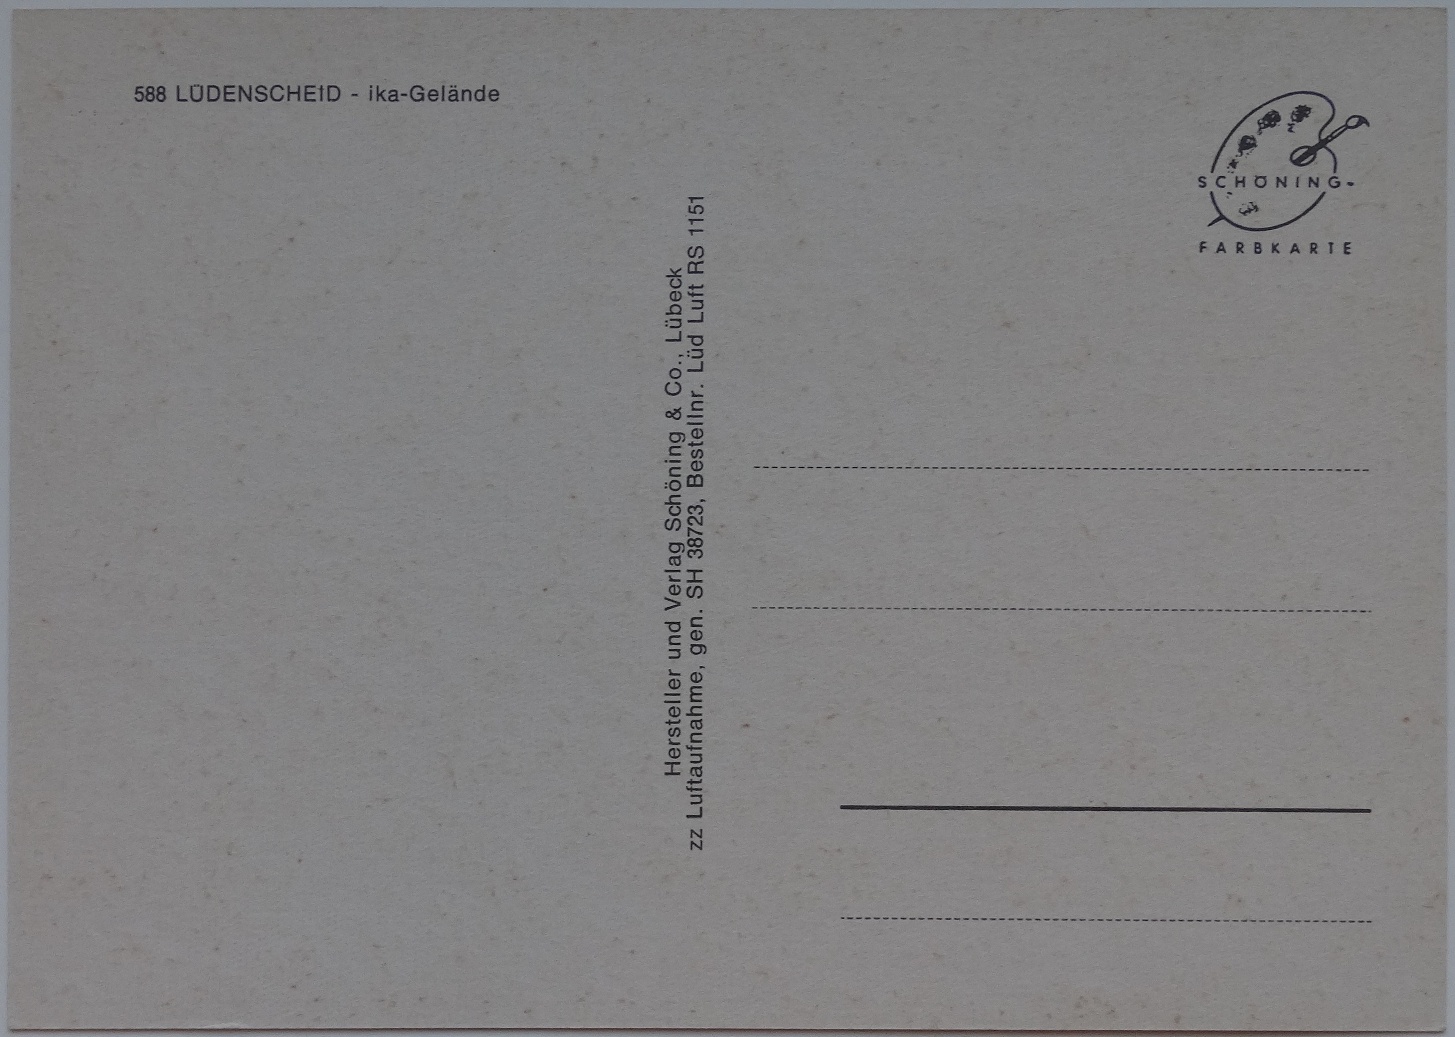 588 LÜDENSCHEID - ika-Gelände
SCHÖNING-
FARBKARTE
Hersteller und Verlag Schöning & Co., Lübeck
zz Luftaufnahme, gen. SH 38723, Bestellnr. Lüd Luft RS 1151